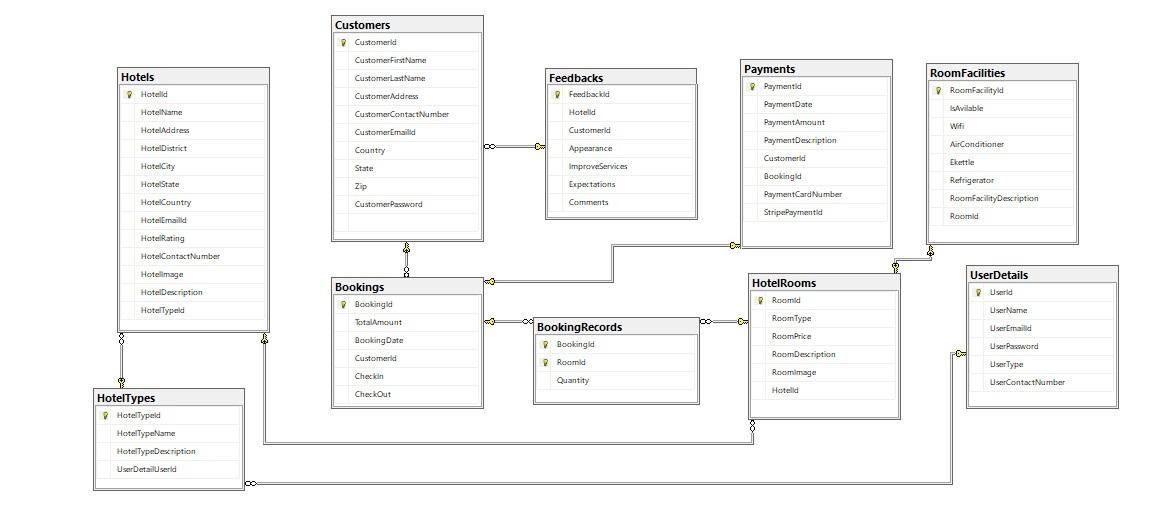 Customers
CustomerId
CustomerFirstName
CustomerLastName
CustomerAddress
CustomerContactNumber
CustomerEmailId
Country
State
Zip
CustomerPassword
Hotels
HotelId
HotelName
HotelAddress
HotelDistrict
HotelCity
HotelState
HotelCountry
HotelEmailId
HotelRating
HotelContactNumber
HotelImage
HotelDescription
HotelTypeId
Feedbacks
FeedbackId
HotelId
CustomerId
Appearance
ImproveServices
Expectations
Comments
Payments
PaymentId
PaymentDate
PaymentAmount
PaymentDescription
CustomerId
BookingId
PaymentCardNumber
StripePaymentId
RoomFacilities
RoomFacilityId
IsAvilable
Wifi
AirConditioner
Ekettle
Refrigerator
RoomFacilityDescription
RoomId
Bookings
BookingId
TotalAmount
BookingDate
CustomerId
CheckIn
CheckOut
BookingRecords
BookingId
RoomId
Quantity
HotelRooms
RoomId
RoomType
RoomPrice
RoomDescription
RoomImage
HotelId
UserDetails
UserId
UserName
UserEmailId
UserPassword
UserType
UserContactNumber
HotelTypes
HotelTypeId
HotelTypeName
HotelTypeDescription
UserDetailUserId